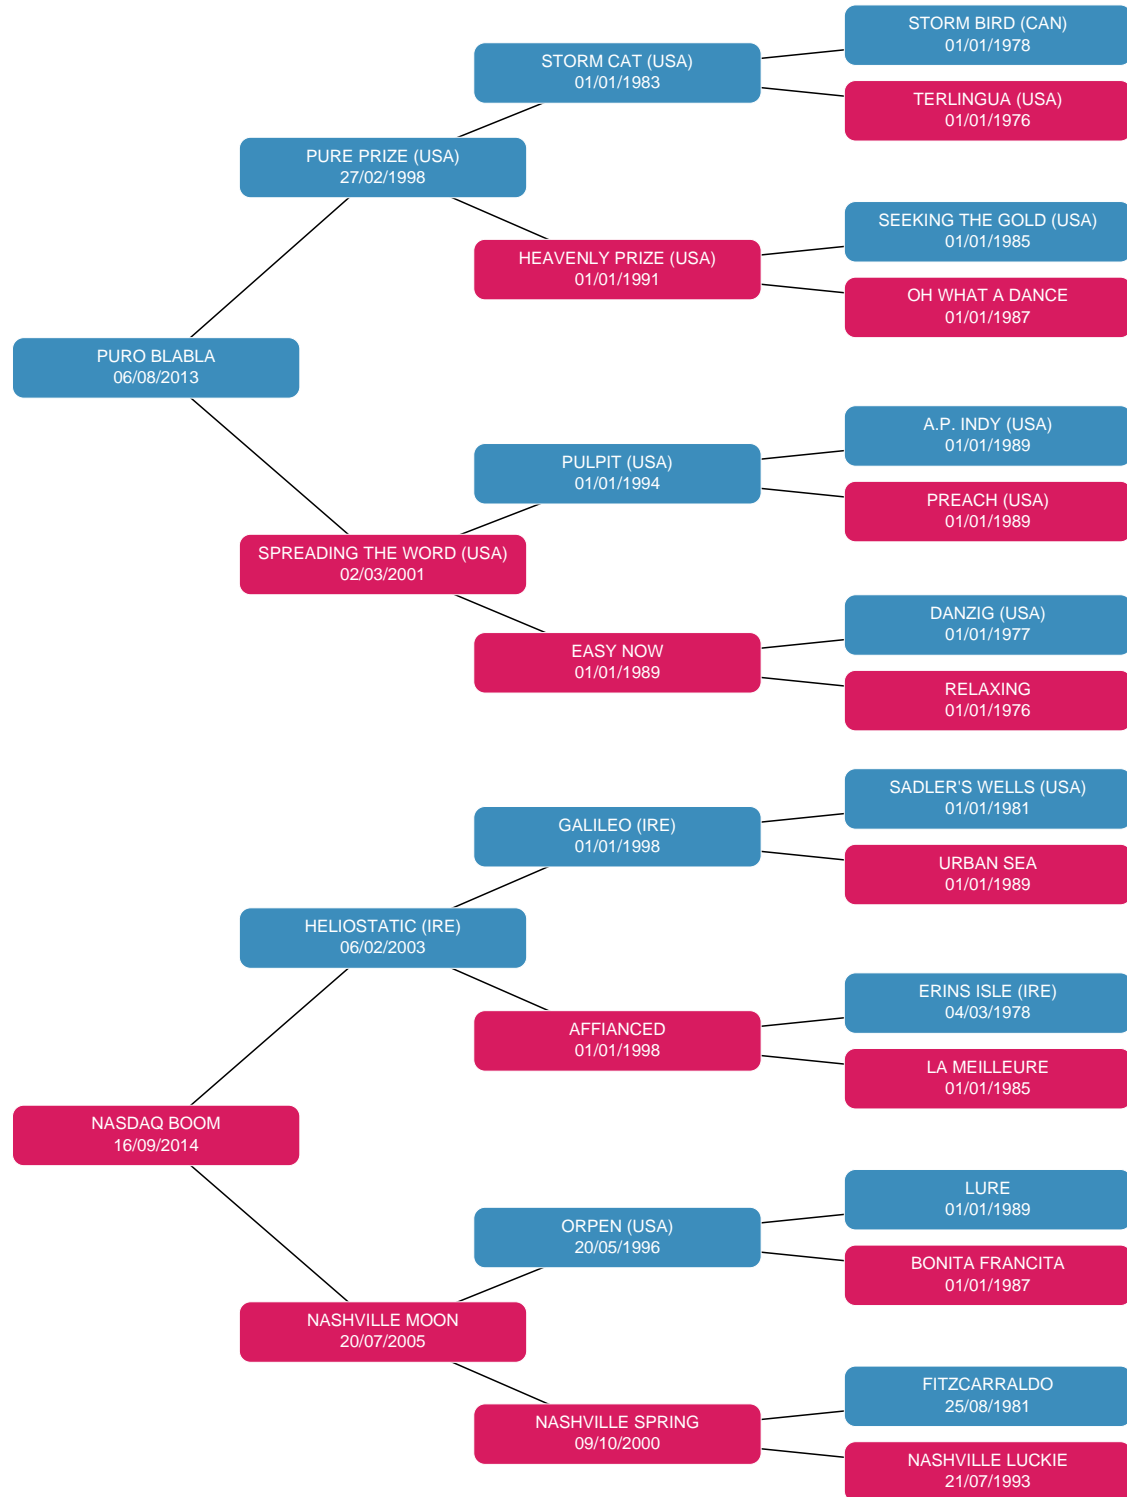 STORM BIRD (CAN)
01/01/1978
STORM CAT (USA)
01/01/1983
TERLINGUA (USA)
01/01/1976
PURE PRIZE (USA)
27/02/1998
SEEKING THE GOLD (USA)
01/01/1985
HEAVENLY PRIZE (USA)
01/01/1991
OH WHAT A DANCE
01/01/1987
PURO BLABLA
06/08/2013
A.P. INDY (USA)
01/01/1989
PULPIT (USA)
01/01/1994
PREACH (USA)
01/01/1989
SPREADING THE WORD (USA)
02/03/2001
DANZIG (USA)
01/01/1977
EASY NOW
01/01/1989
RELAXING
01/01/1976
SADLER'S WELLS (USA)
01/01/1981
GALILEO (IRE)
01/01/1998
URBAN SEA
01/01/1989
HELIOSTATIC (IRE)
06/02/2003
ERINS ISLE (IRE)
04/03/1978
AFFIANCED
01/01/1998
LA MEILLEURE
01/01/1985
NASDAQ BOOM
16/09/2014
LURE
01/01/1989
ORPEN (USA)
20/05/1996
BONITA FRANCITA
01/01/1987
NASHVILLE MOON
20/07/2005
FITZCARRALDO
25/08/1981
NASHVILLE SPRING
09/10/2000
NASHVILLE LUCKIE
21/07/1993